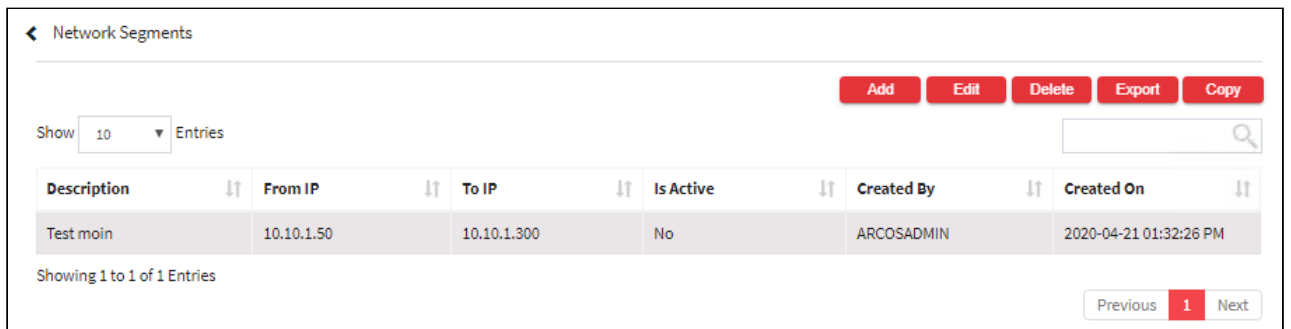 Network Segments
Add Edit Delete Export Copy
Show 10 Entries
Description From IP To IP Is Active Created By Created On
Test moin 10.10.1.50 10.10.1.300 No ARCOSADMIN 2020-04-21 01:32:26 PM
Showing 1 to 1 of 1 Entries
Previous 1 Next